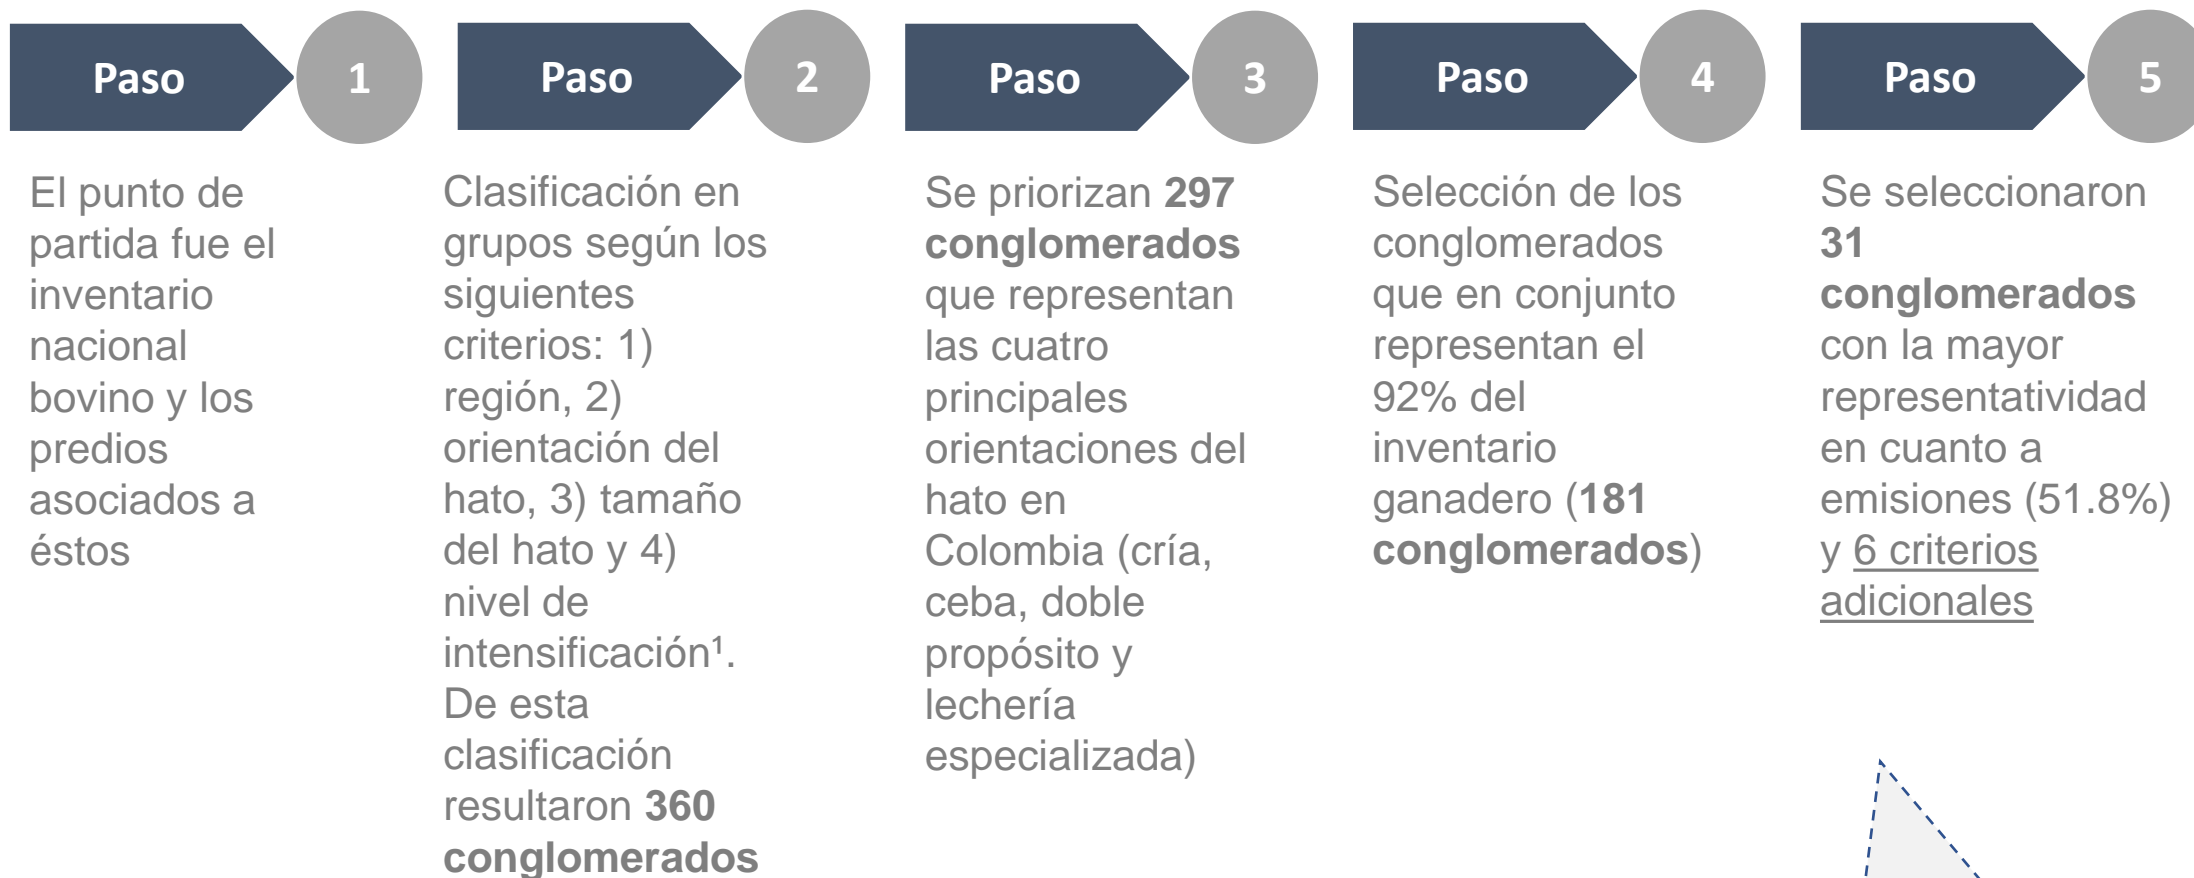 Paso 1
El punto de
partida fue el
inventario
nacional
bovino y los
predios
asociados a
éstos
Paso 2
Clasificación en
grupos según los
siguientes
criterios: 1)
región, 2)
orientación del
hato, 3) tamaño
del hato y 4)
nivel de
intensificación¹.
De esta
clasificación
resultaron 360
conglomerados
Paso 3
Se priorizan 297
conglomerados
que representan
las cuatro
principales
orientaciones del
hato en
Colombia (cría,
ceba, doble
propósito y
lechería
especializada)
Paso 4
Selección de los
conglomerados
que en conjunto
representan el
92% del
inventario
ganadero (181
conglomerados)
Paso 5
Se seleccionaron
31
conglomerados
con la mayor
representatividad
en cuanto a
emisiones (51.8%)
y 6 criterios
adicionales